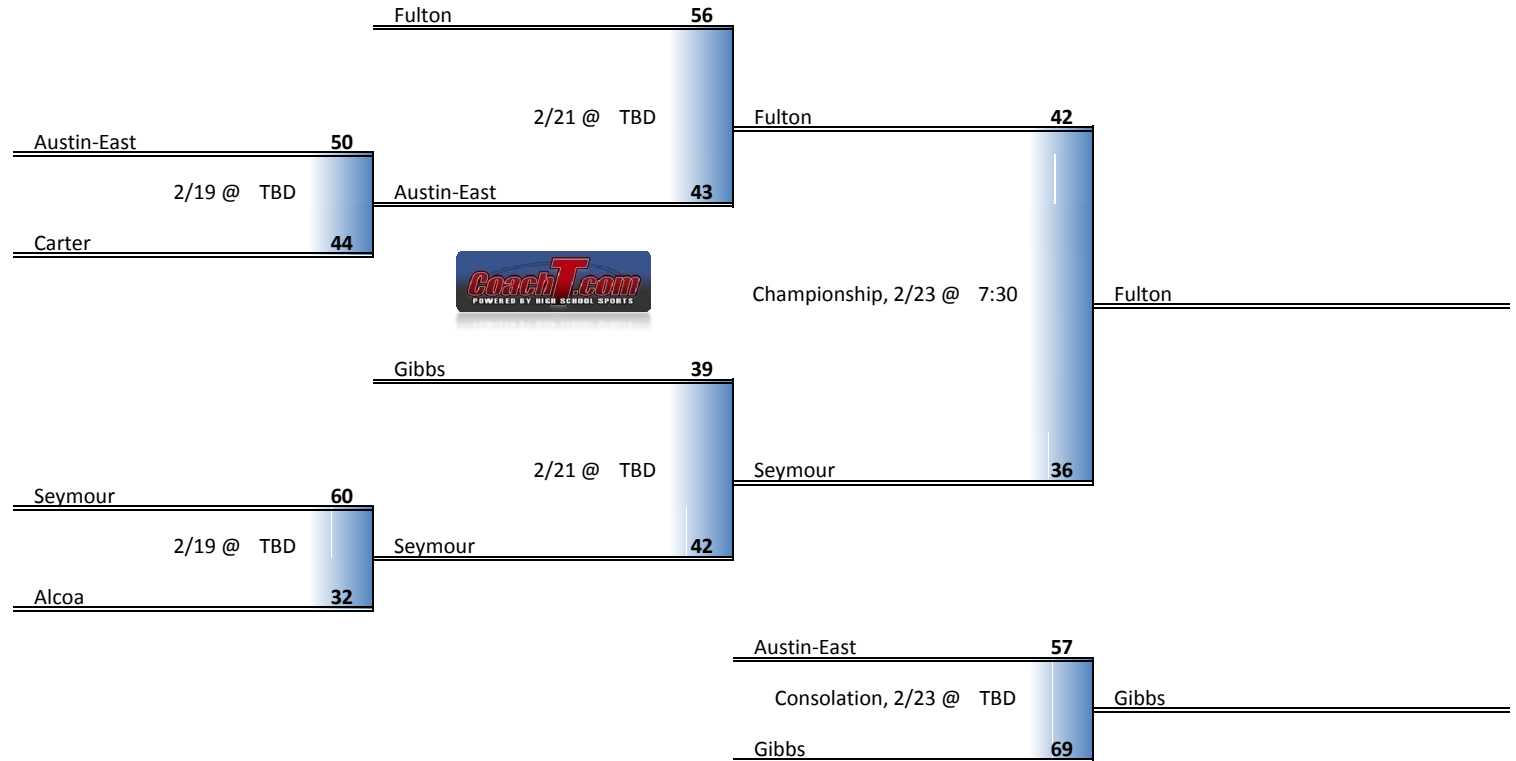 Fulton 56
2/21 @ TBD
Fulton 42
Austin-East 50
2/19 @ TBD
Austin-East 43
Carter 44
CoachT.com
POWERED BY HIGH SCHOOL SPORTS
Championship, 2/23 @ 7:30
Fulton
Gibbs 39
2/21 @ TBD
Seymour 36
Seymour 60
2/19 @ TBD
Seymour 42
Alcoa 32
Austin-East 57
Consolation, 2/23 @ TBD
Gibbs
Gibbs 69